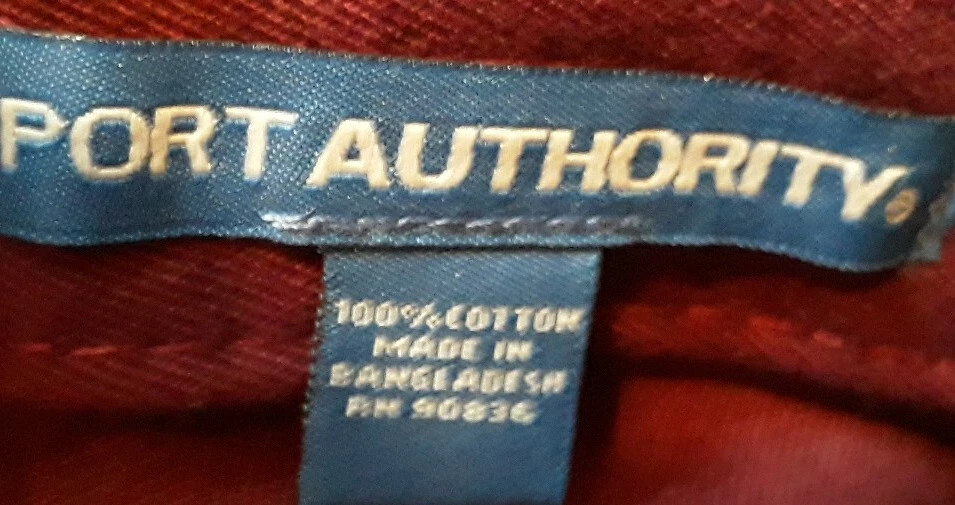 PORT AUTHORITY®
100% COTTON
MADE IN
BANGLADESH
RN 90836